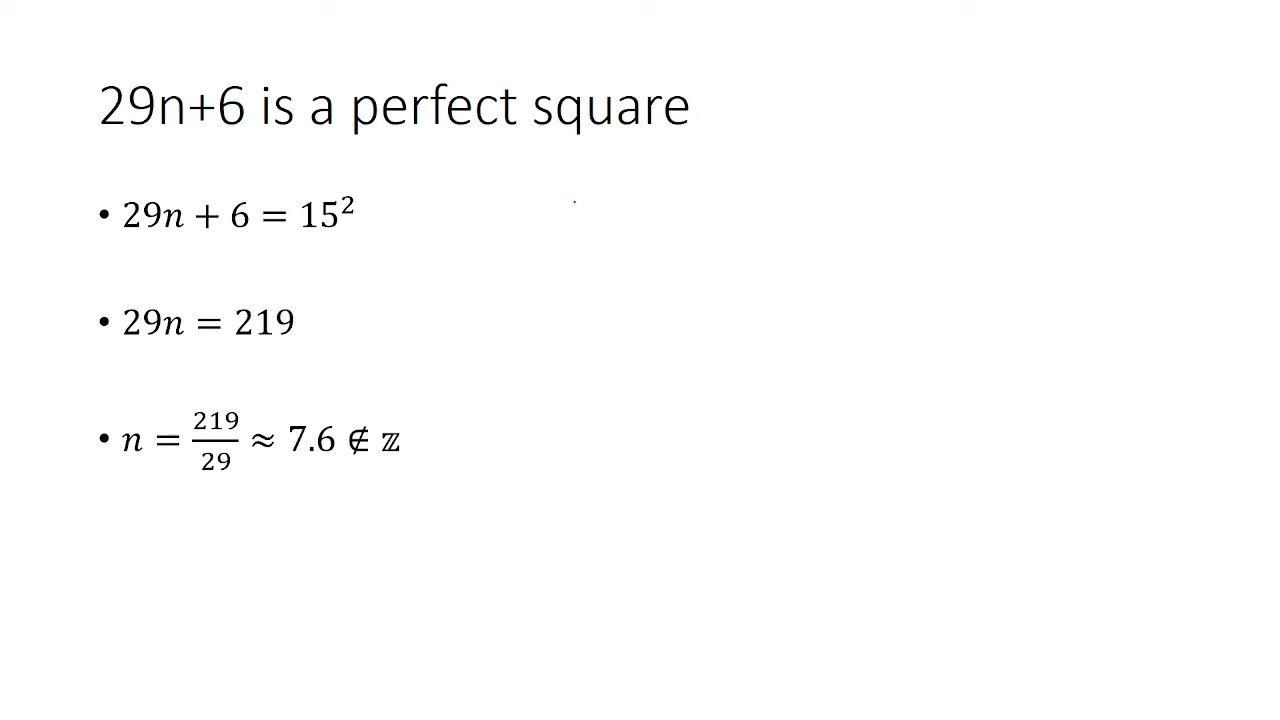 29n+6 is a perfect square
• 29𝑛 + 6 = 15²
• 29𝑛 = 219
• 𝑛 = 219/29 ≈ 7.6 ∉ ℤ